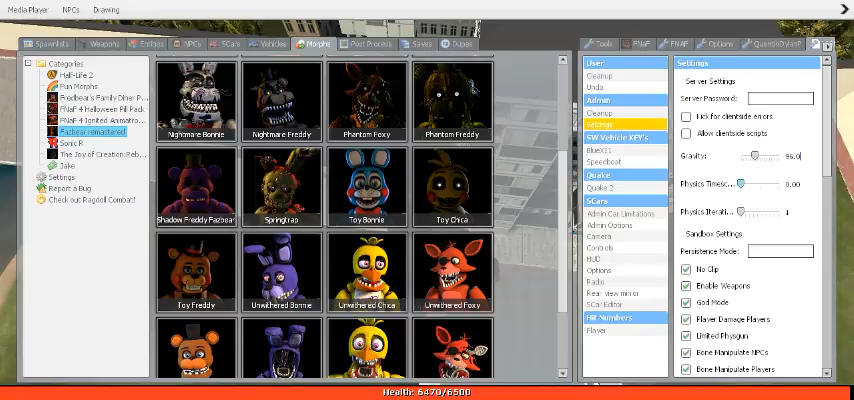 Media Player NPCs Drawing
Spawnlists Weapons Entities NPCs SCars Vehicles Morphs Post Process Saves Dupes
Categories
Half-Life 2
Fun Morphs
Fredbear's Family Diner P...
FNaF 4 Halloween Pill Pack
FNaF 4 Ignited Animatro...
Fazbear remastered
Sonic R
The Joy of Creation:Reb...
Jake
Settings
Report a Bug
Check out Ragdoll Combat!
Nightmare Bonnie Nightmare Freddy Phantom Foxy Phantom Freddy
Shadow Freddy Fazbear Springtrap Toy Bonnie Toy Chica
Toy Freddy Unwithered Bonnie Unwithered Chica Unwithered Foxy
Tools FNaF FNAF Options QuentinDylanP
User
Cleanup
Undo
Admin
Cleanup
Settings
SW Vehicle KEY's
BlueX11
Speedboat
Quake
Quake 2
SCars
Admin Car Limitations
Admin Options
Camera
Controls
HUD
Options
Radio
Rear view mirror
SCar Editor
Hit Numbers
Player
Settings
Server Settings
Server Password:
Kick for clientside errors
Allow clientside scripts
Gravity: 96.0
Physics Timesc... 0.00
Physics Iterati... 1
Sandbox Settings
Persistence Mode:
No Clip
Enable Weapons
God Mode
Player Damage Players
Limited Physgun
Bone Manipulate NPCs
Bone Manipulate Players
Health: 6470/6500